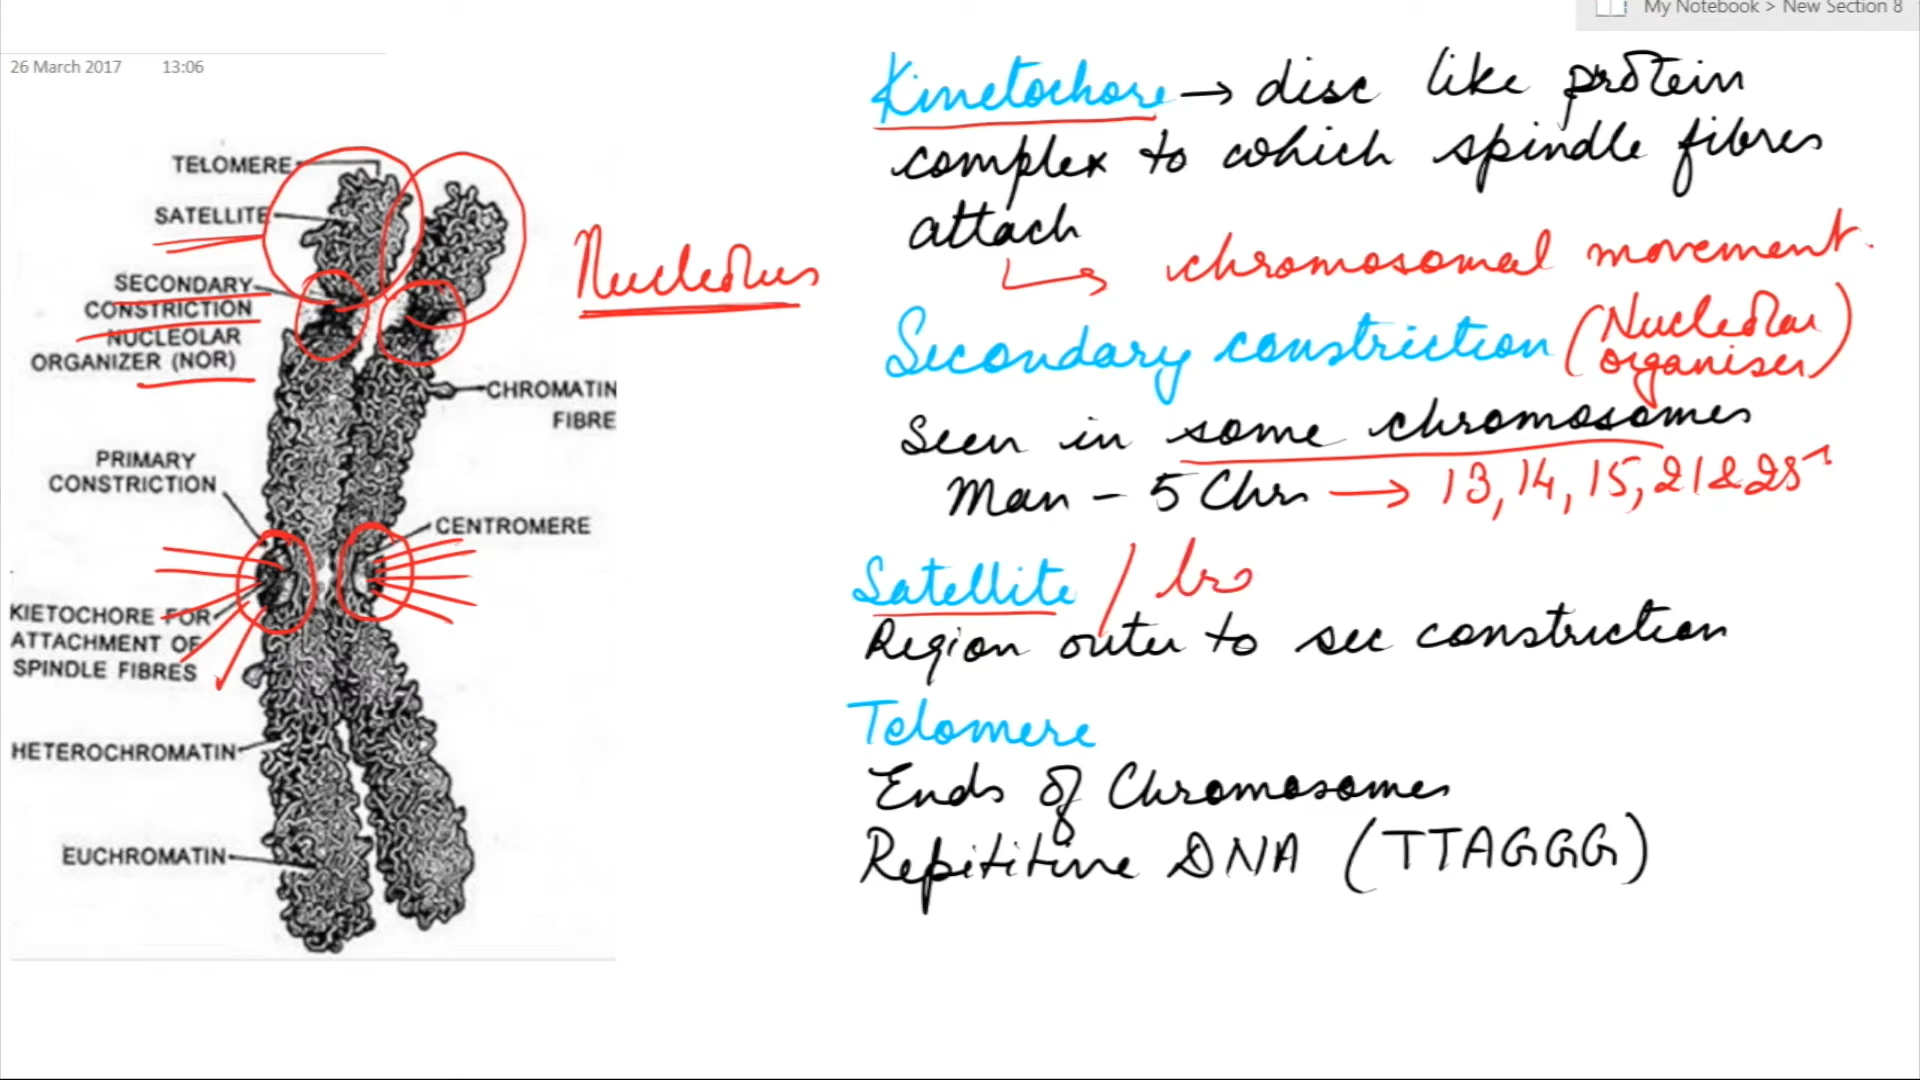 My Notebook > New Section 8
26 March 2017 13:06
TELOMERE
SATELLITE
SECONDARY
CONSTRICTION
NUCLEOLAR
ORGANIZER (NOR)
CHROMATIN
FIBRE
PRIMARY
CONSTRICTION
CENTROMERE
KIETOCHORE FOR
ATTACHMENT OF
SPINDLE FIBRES
HETEROCHROMATIN
EUCHROMATIN
Nucleolus
Kinetochore → disc like protein
complex to which spindle fibres
attach
→ chromosomal movement.
Secondary constriction (Nucleolar
organiser)
Seen in some chromosomes
Man - 5 Chr → 13, 14, 15, 21 &
Satellite /
Region outer to sec constriction
Telomere
Ends of Chromosomes
Repititive DNA (TTAGGG)